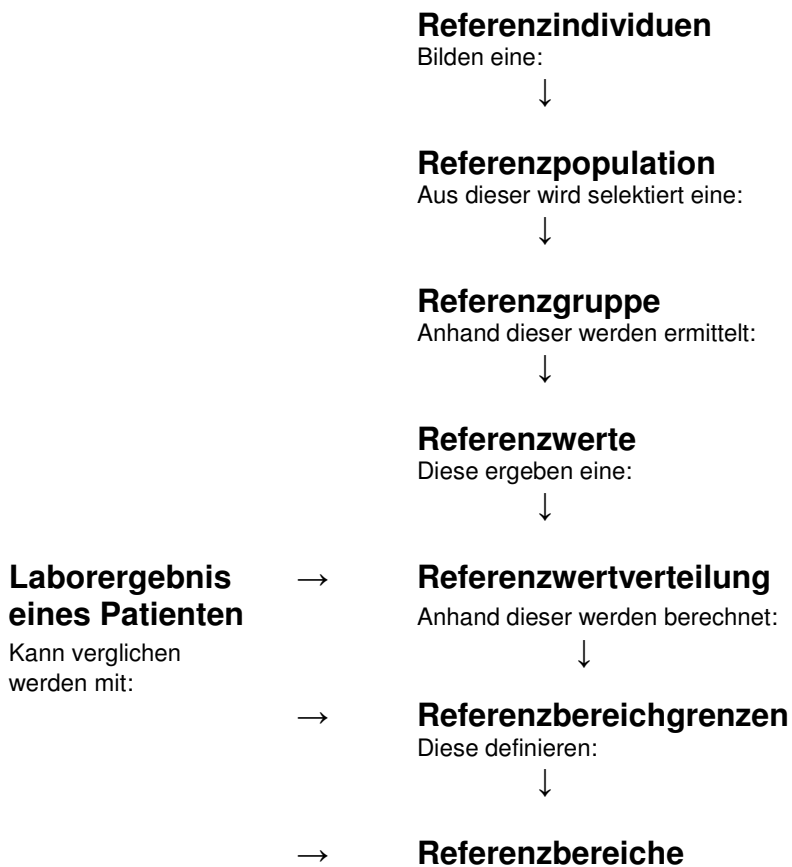 Referenzindividuen
Bilden eine:
↓
Referenzpopulation
Aus dieser wird selektiert eine:
↓
Referenzgruppe
Anhand dieser werden ermittelt:
↓
Referenzwerte
Diese ergeben eine:
↓
Laborergebnis → Referenzwertverteilung
eines Patienten Anhand dieser werden berechnet:
Kann verglichen ↓
werden mit:
→ Referenzbereichgrenzen
Diese definieren:
↓
→ Referenzbereiche